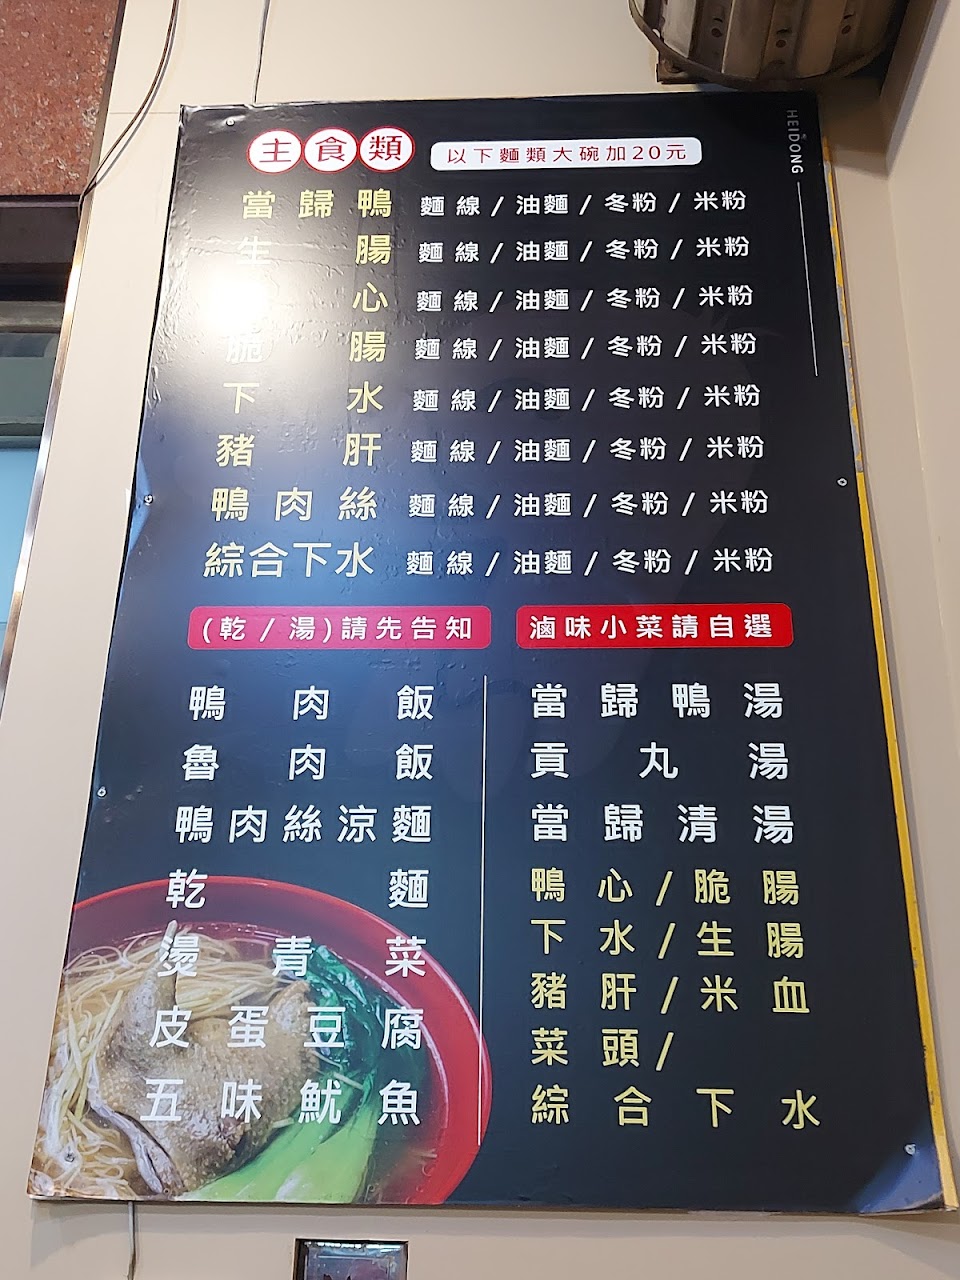 主食類 以下麵類大碗加20元
HEIDONG
當歸鴨 麵線/油麵/冬粉/米粉
生腸 麵線/油麵/冬粉/米粉
心 麵線/油麵/冬粉/米粉
脆腸 麵線/油麵/冬粉/米粉
下水 麵線/油麵/冬粉/米粉
豬肝 麵線/油麵/冬粉/米粉
鴨肉絲 麵線/油麵/冬粉/米粉
綜合下水 麵線/油麵/冬粉/米粉
(乾/湯)請先告知
鴨肉飯
魯肉飯
鴨肉絲涼麵
乾麵
燙青菜
皮蛋豆腐
五味魷魚
滷味小菜請自選
當歸鴨湯
貢丸湯
當歸清湯
鴨心/脆腸
下水/生腸
豬肝/米血
菜頭/
綜合下水